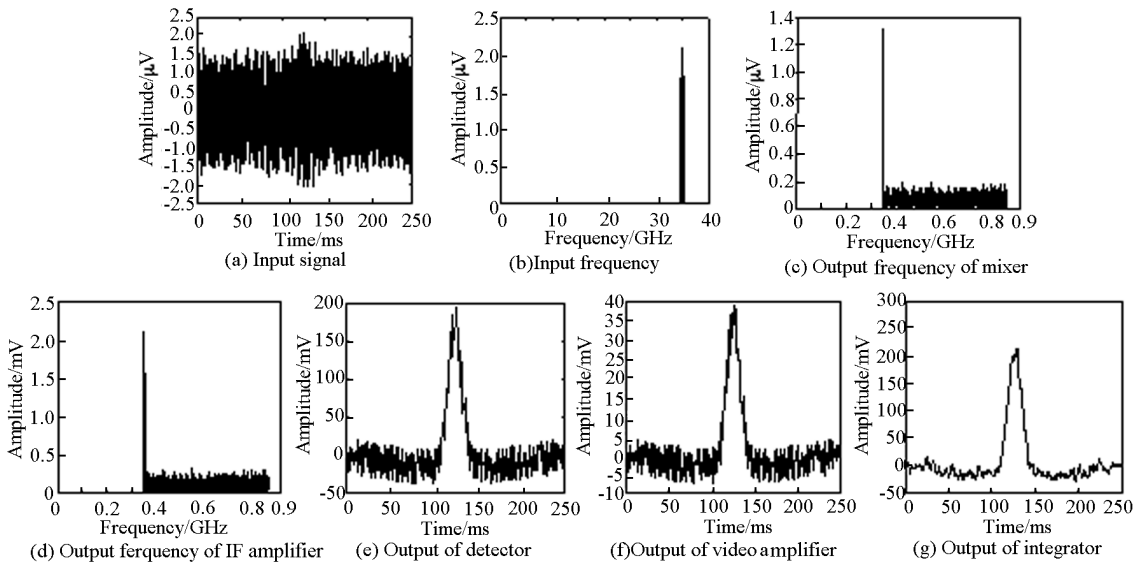 2.5
2.0
1.5
1.0
0.5
0
-0.5
-1.0
-1.5
-2.0
-2.5
Amplitude/μV
0 50 100 150 200 250
Time/ms
(a) Input signal
2.5
2.0
1.5
1.0
0.5
0
Amplitude/μV
10 20 30 40
Frequency/GHz
(b)Input frequency
1.4
1.2
1.0
0.8
0.6
0.4
0.2
0
Amplitude/μV
0 0.2 0.4 0.6 0.8 0.9
Frequency/GHz
(c) Output frequency of mixer
2.5
2.0
1.5
1.0
0.5
0
Amplitude/mV
0 0.2 0.4 0.6 0.8 0.9
Frequency/GHz
(d) Output ferquency of IF amplifier
200
150
100
50
0
-50
Amplitude/mV
0 50 100 150 200 250
Time/ms
(e) Output of detector
40
35
30
25
20
15
10
5
0
-5
-10
Amplitude/mV
0 50 100 150 200 250
Time/ms
(f)Output of video amplifier
300
250
200
150
100
50
0
-50
Amplitude/mV
0 50 100 150 200 250
Time/ms
(g) Output of integrator